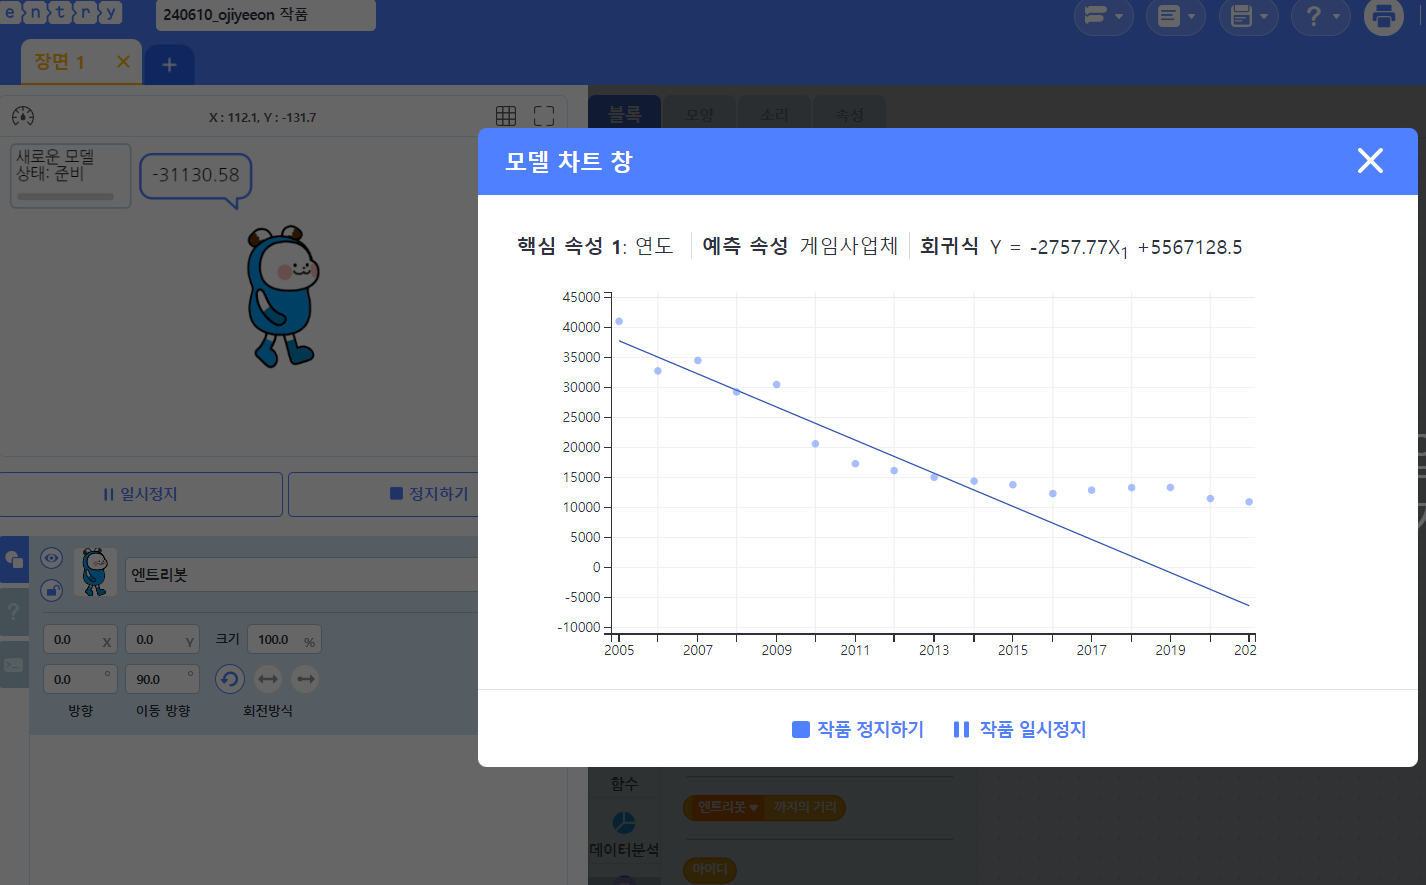 entry
240610_ojiyeeon 작품
장면 1
X : 112.1, Y : -131.7
블록
모양
소리
속성
새로운 모델
상태: 준비
-31130.58
모델 차트 창
핵심 속성 1: 연도
예측 속성 게임사업체
회귀식 Y = -2757.77X1 +5567128.5
45000
40000
35000
30000
25000
20000
15000
10000
5000
0
-5000
-10000
2005 2007 2009 2011 2013 2015 2017 2019 202
작품 정지하기
작품 일시정지
일시정지
정지하기
엔트리봇
0.0 X
0.0 Y
크기 100.0 %
0.0 °
90.0 °
방향
이동 방향
회전방식
함수
데이터분석
엔트리봇 까지의 거리
아이디